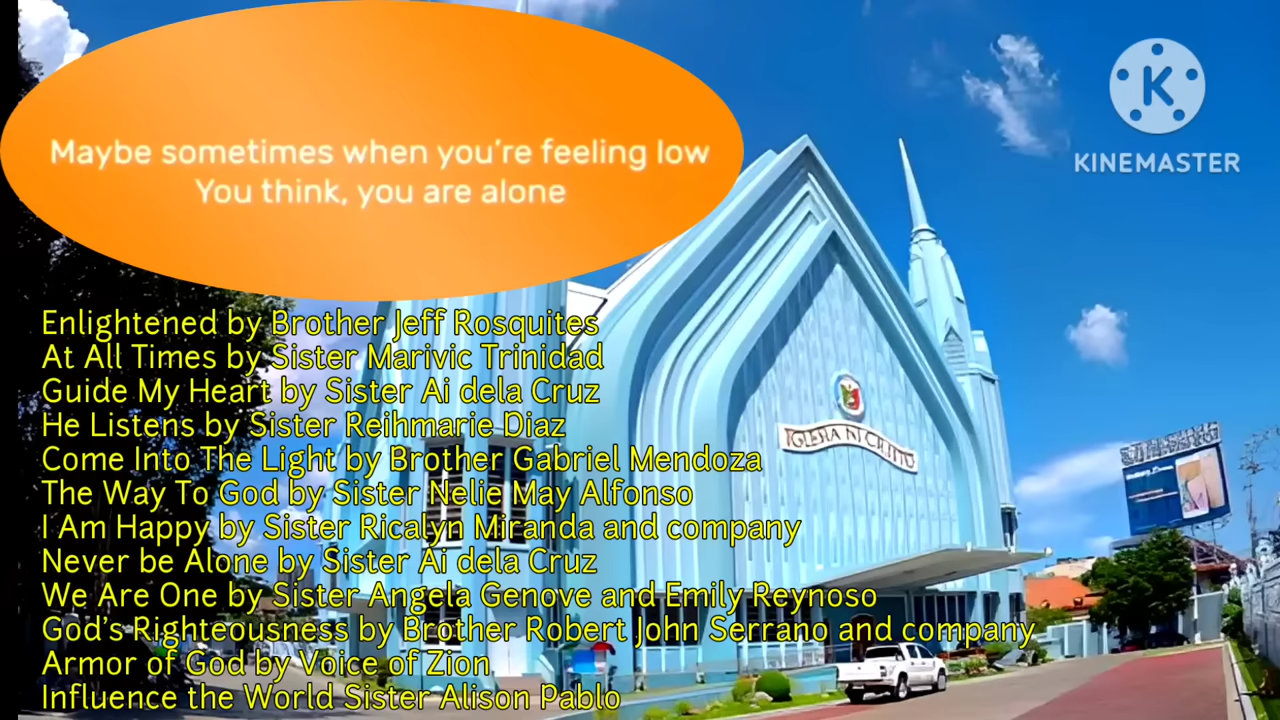 Maybe sometimes when you're feeling low
You think, you are alone
KINEMASTER
IGLESIA NI CRISTO
Enlightened by Brother Jeff Rosquites
At All Times by Sister Marivic Trinidad
Guide My Heart by Sister Ai dela Cruz
He Listens by Sister Reihmarie Diaz
Come Into The Light by Brother Gabriel Mendoza
The Way To God by Sister Nelie May Alfonso
I Am Happy by Sister Ricalyn Miranda and company
Never be Alone by Sister Ai dela Cruz
We Are One by Sister Angela Genove and Emily Reynoso
God's Righteousness by Brother Robert John Serrano and company
Armor of God by Voice of Zion
Influence the World Sister Alison Pablo